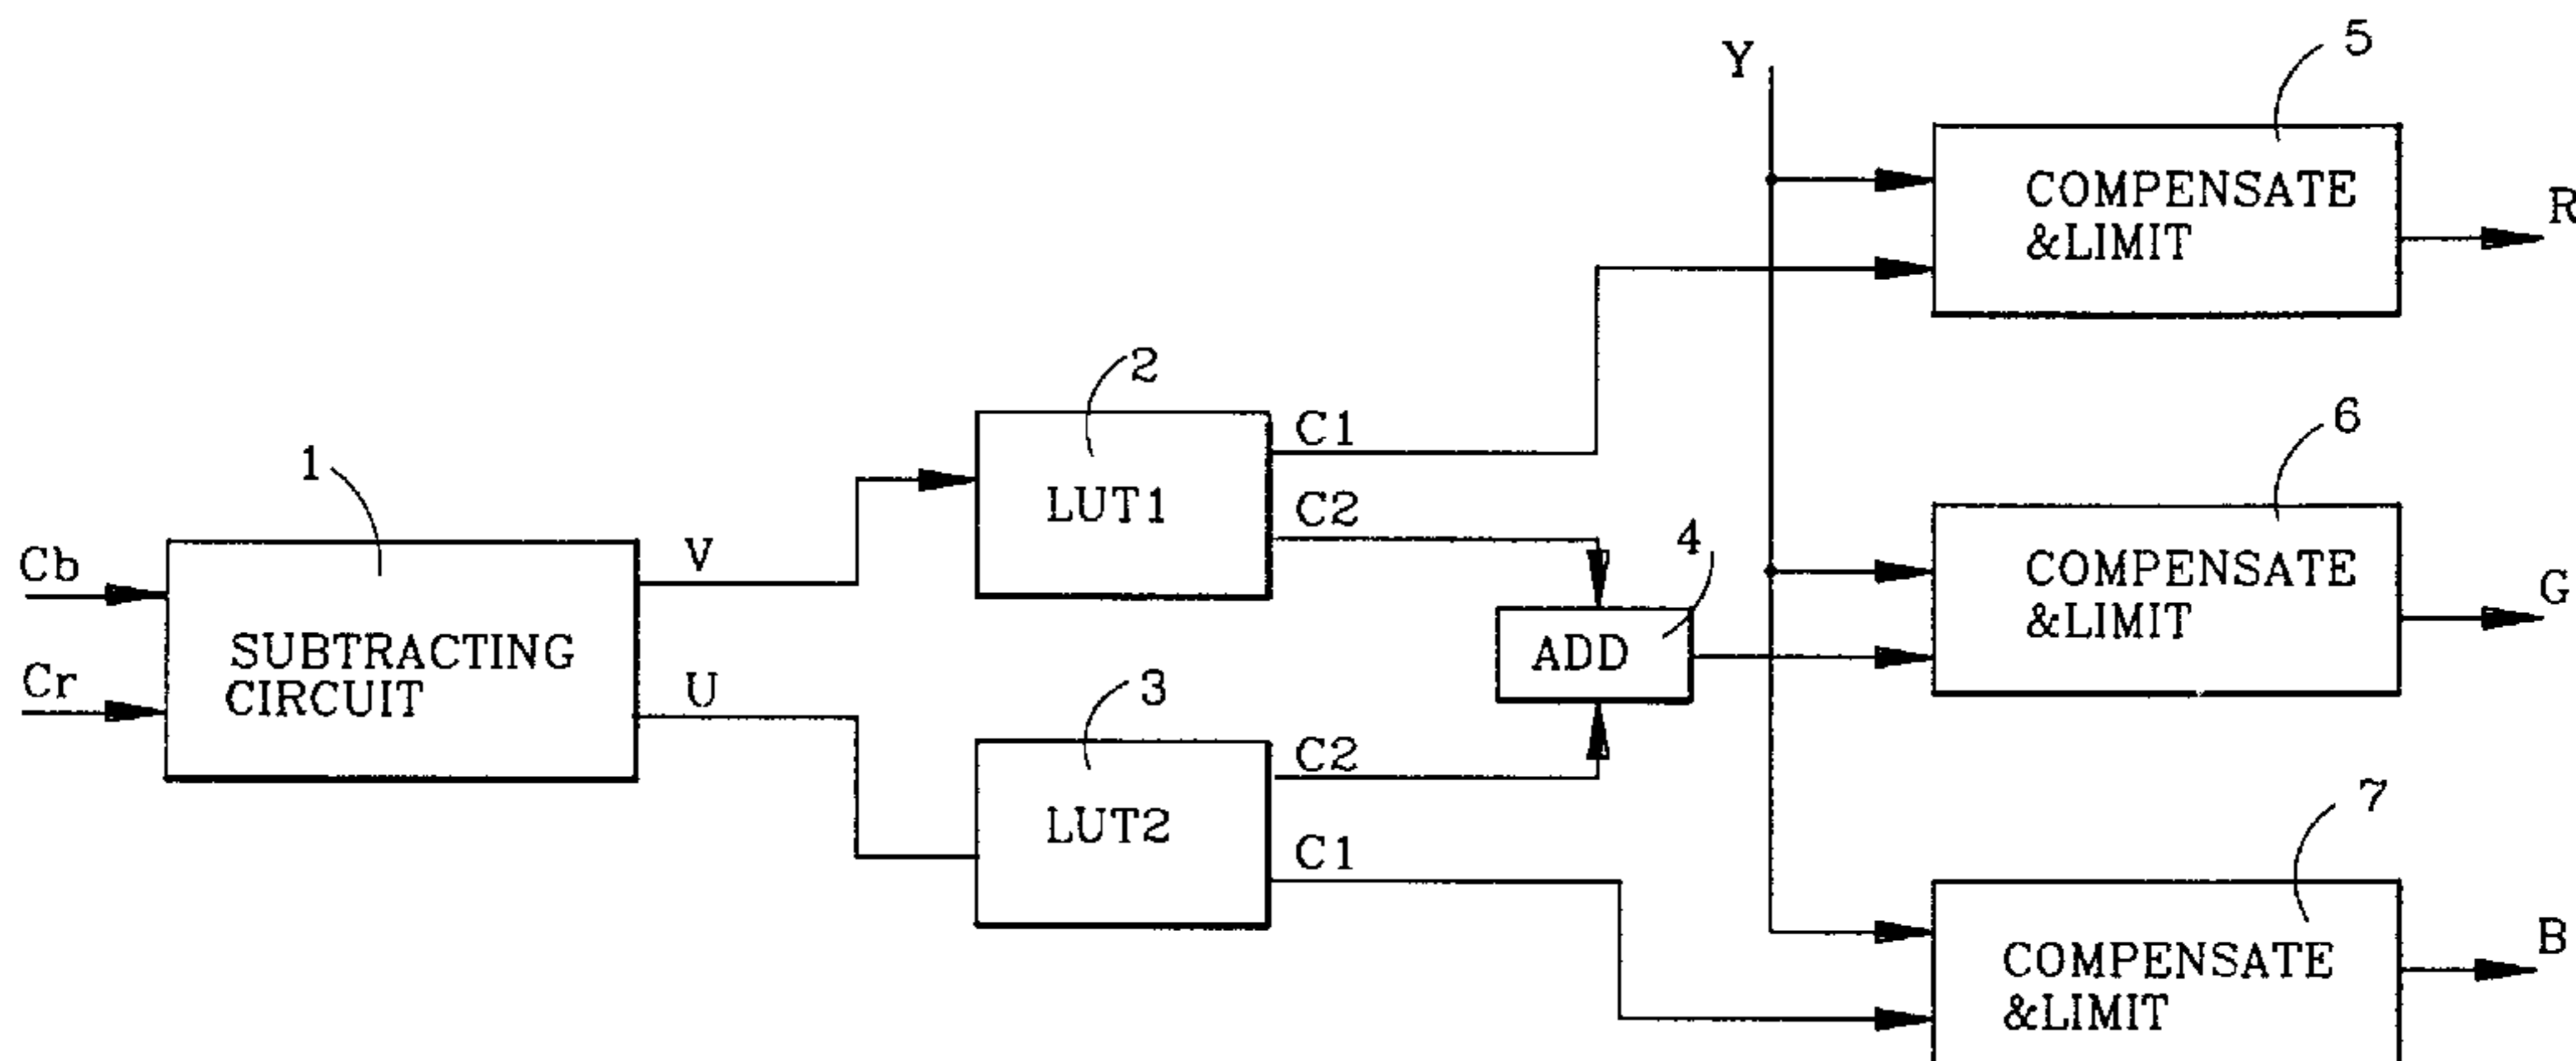 Y
5
COMPENSATE
&LIMIT
R
2
C1
LUT1
C2
6
COMPENSATE
&LIMIT
G
1
Cb
Cr
SUBTRACTING
CIRCUIT
V
U
4
ADD
3
C2
LUT2
C1
7
COMPENSATE
&LIMIT
B